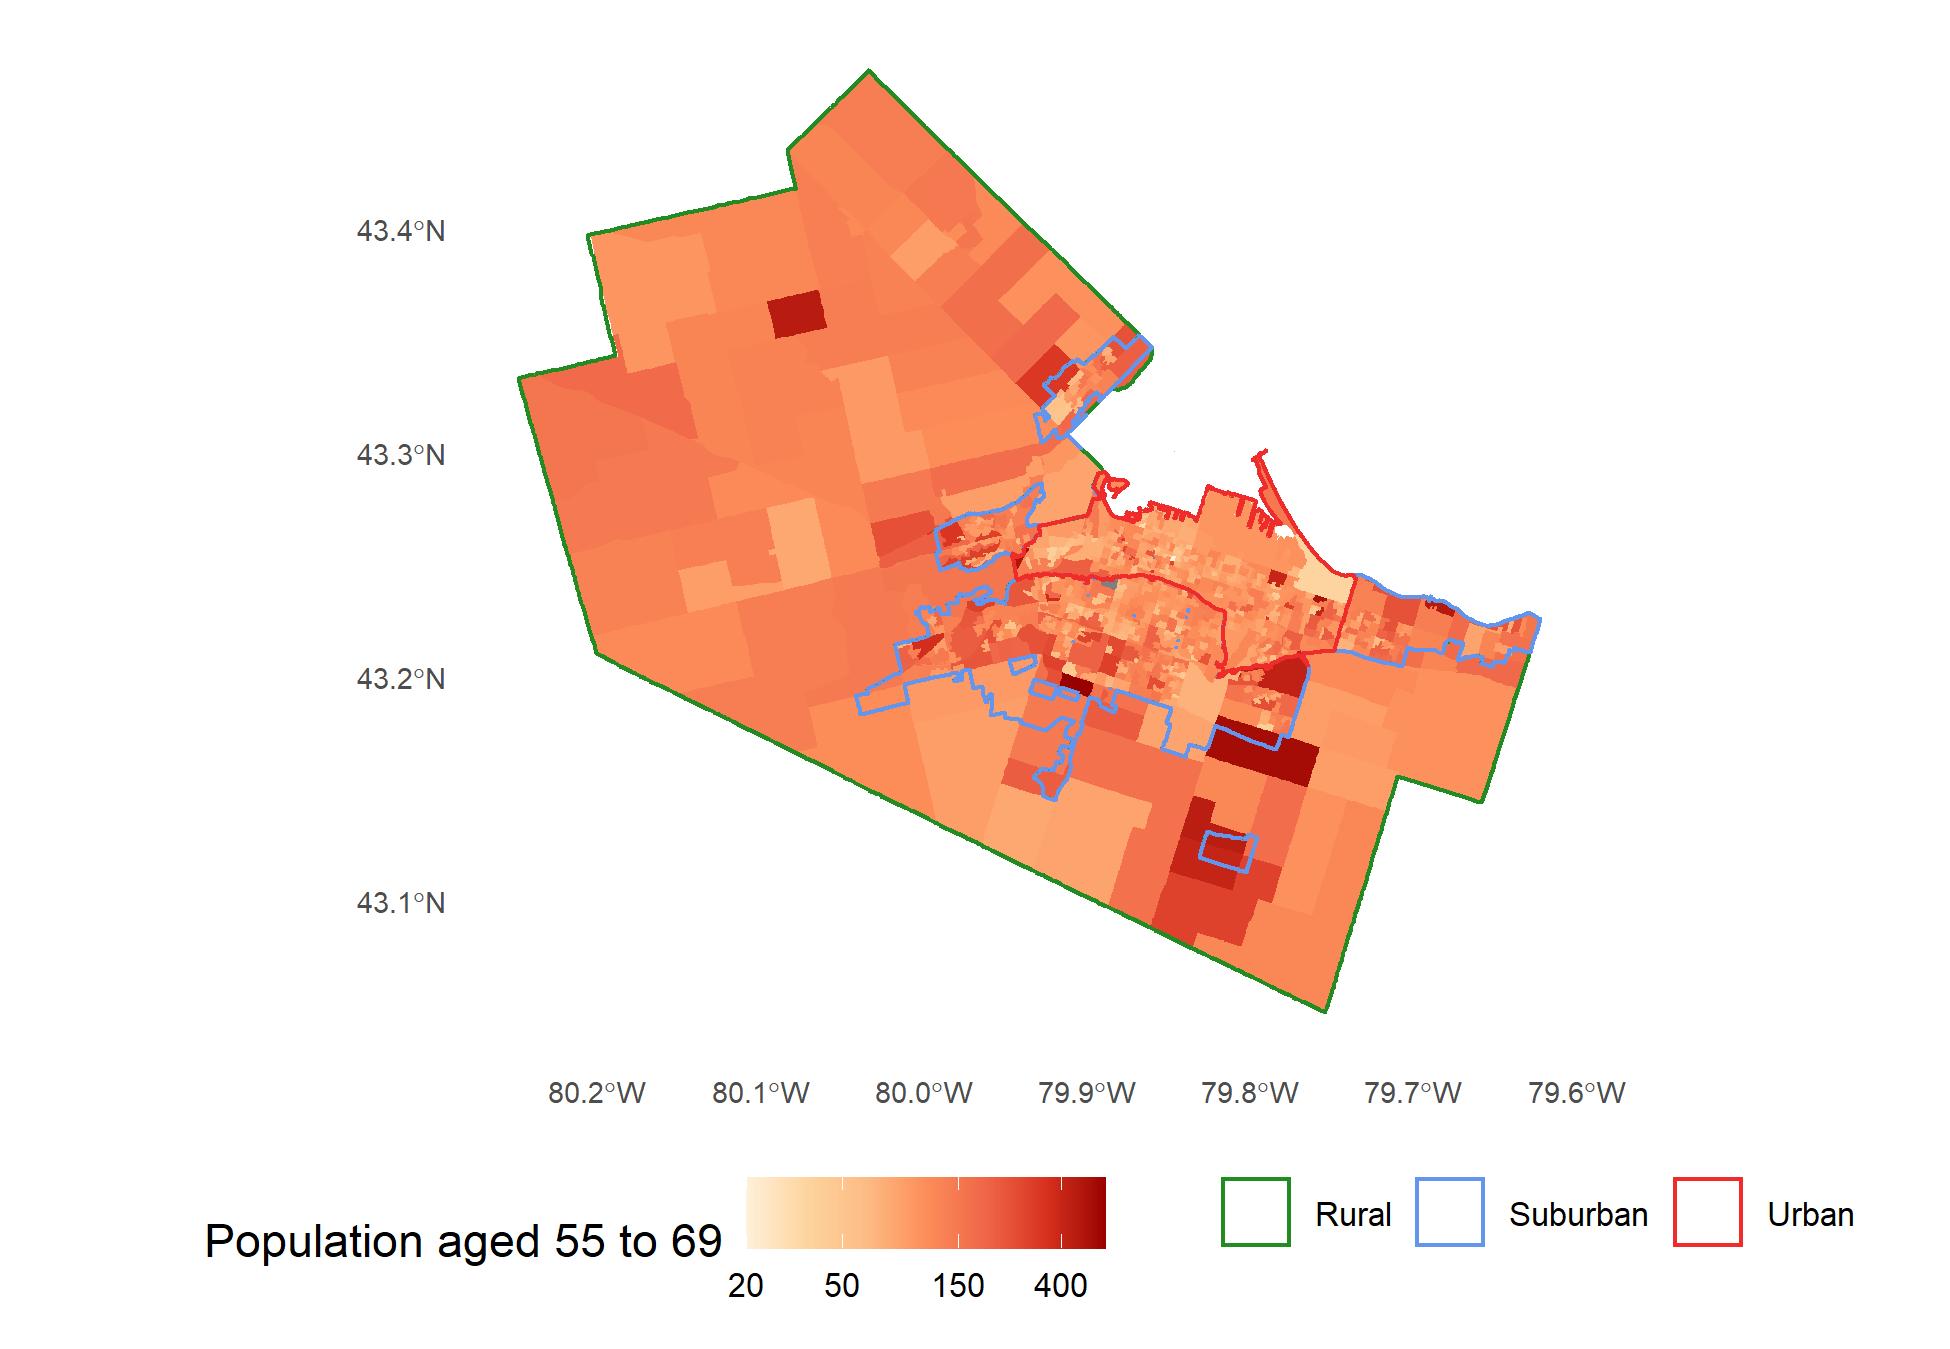 43.4°N
43.3°N
43.2°N
43.1°N
80.2°W 80.1°W 80.0°W 79.9°W 79.8°W 79.7°W 79.6°W
Population aged 55 to 69
20 50 150 400
Rural Suburban Urban